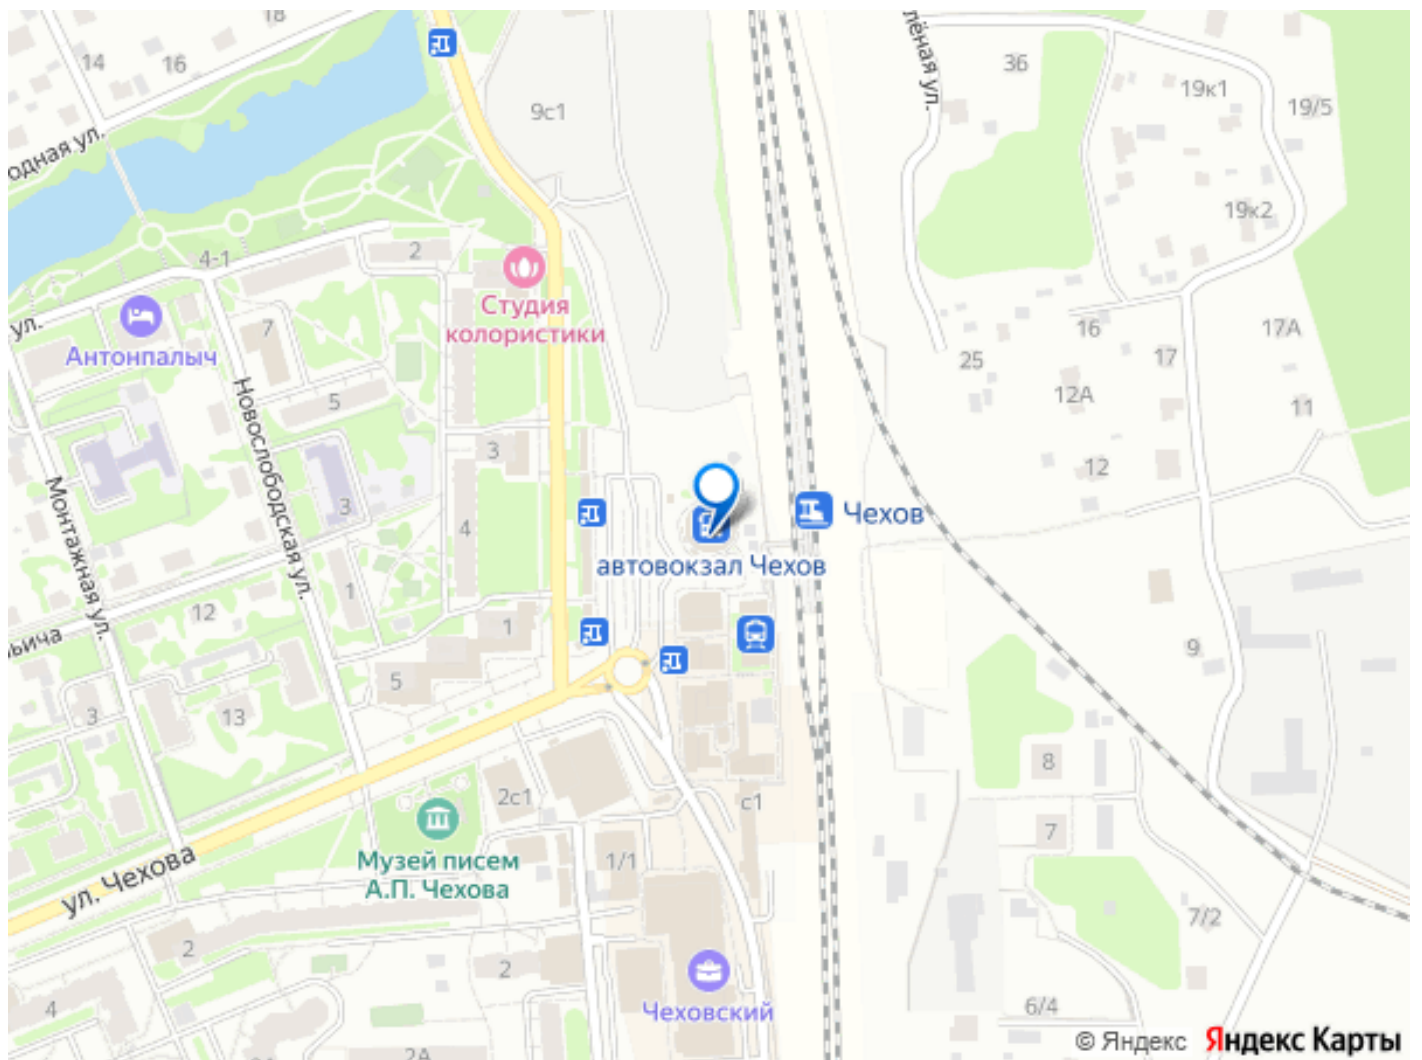 18
14
16
36
лёная ул.
19к1
19/5
9с1
одная ул.
19к2
4-1
2
Студия
колористики
ул.
Антонпалыч
7
16
17А
17
25
12А
11
5
Новослободская ул.
3
12
Монтажная ул.
3
4
Чехов
автовокзал Чехов
1
12
ьича
1
9
5
3
13
8
2с1
с1
7
Музей писем
А.П. Чехова
1/1
ул. Чехова
7/2
2
2
4
Чеховский
6/4
2А
© Яндекс
Яндекс Карты